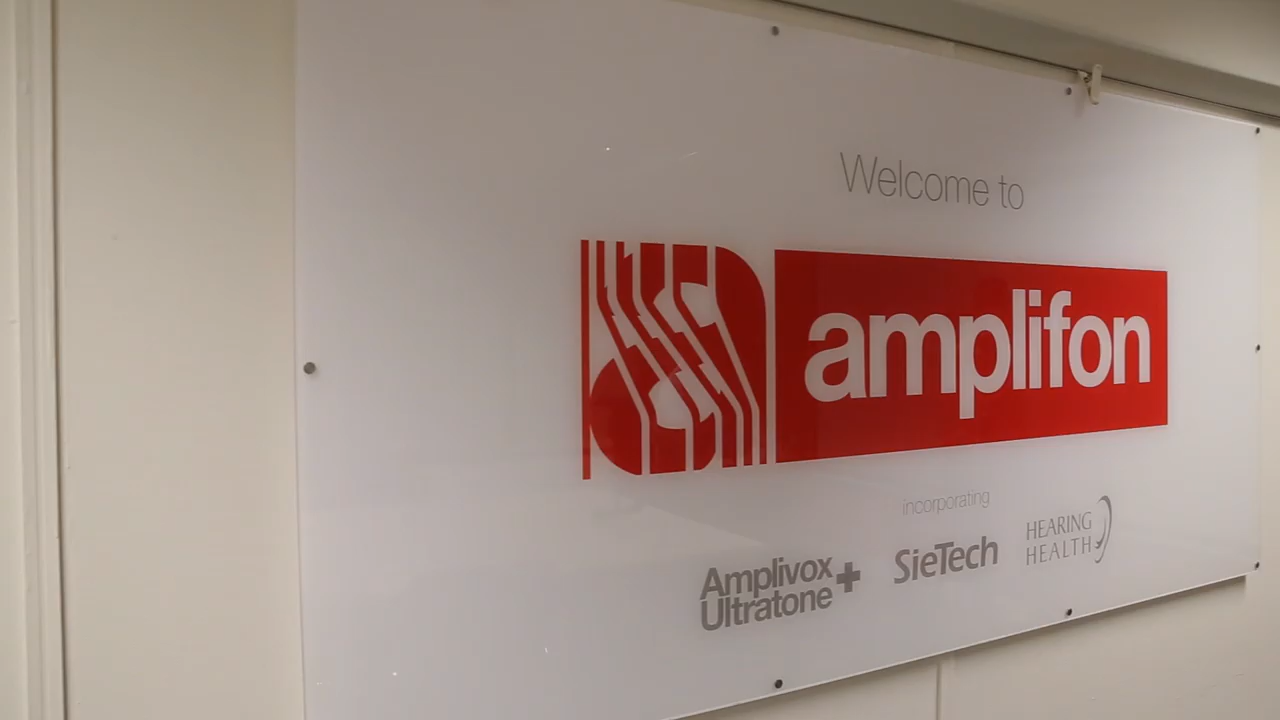 Welcome to
amplifon
incorporating
Amplivox
Ultratone
SieTech
HEARING
HEALTH